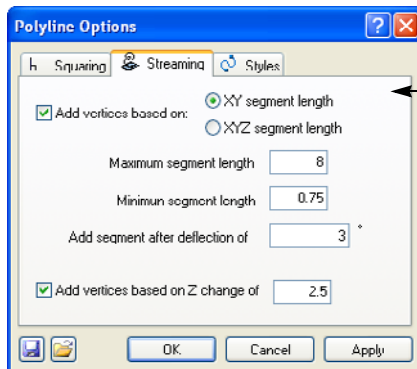 Polyline Options
h Squaring Streaming Styles
Add vertices based on:
XY segment length
XYZ segment length
Maximum segment length 8
Minimun segment length 0.75
Add segment after deflection of 3 °
Add vertices based on Z change of 2.5
OK Cancel Apply